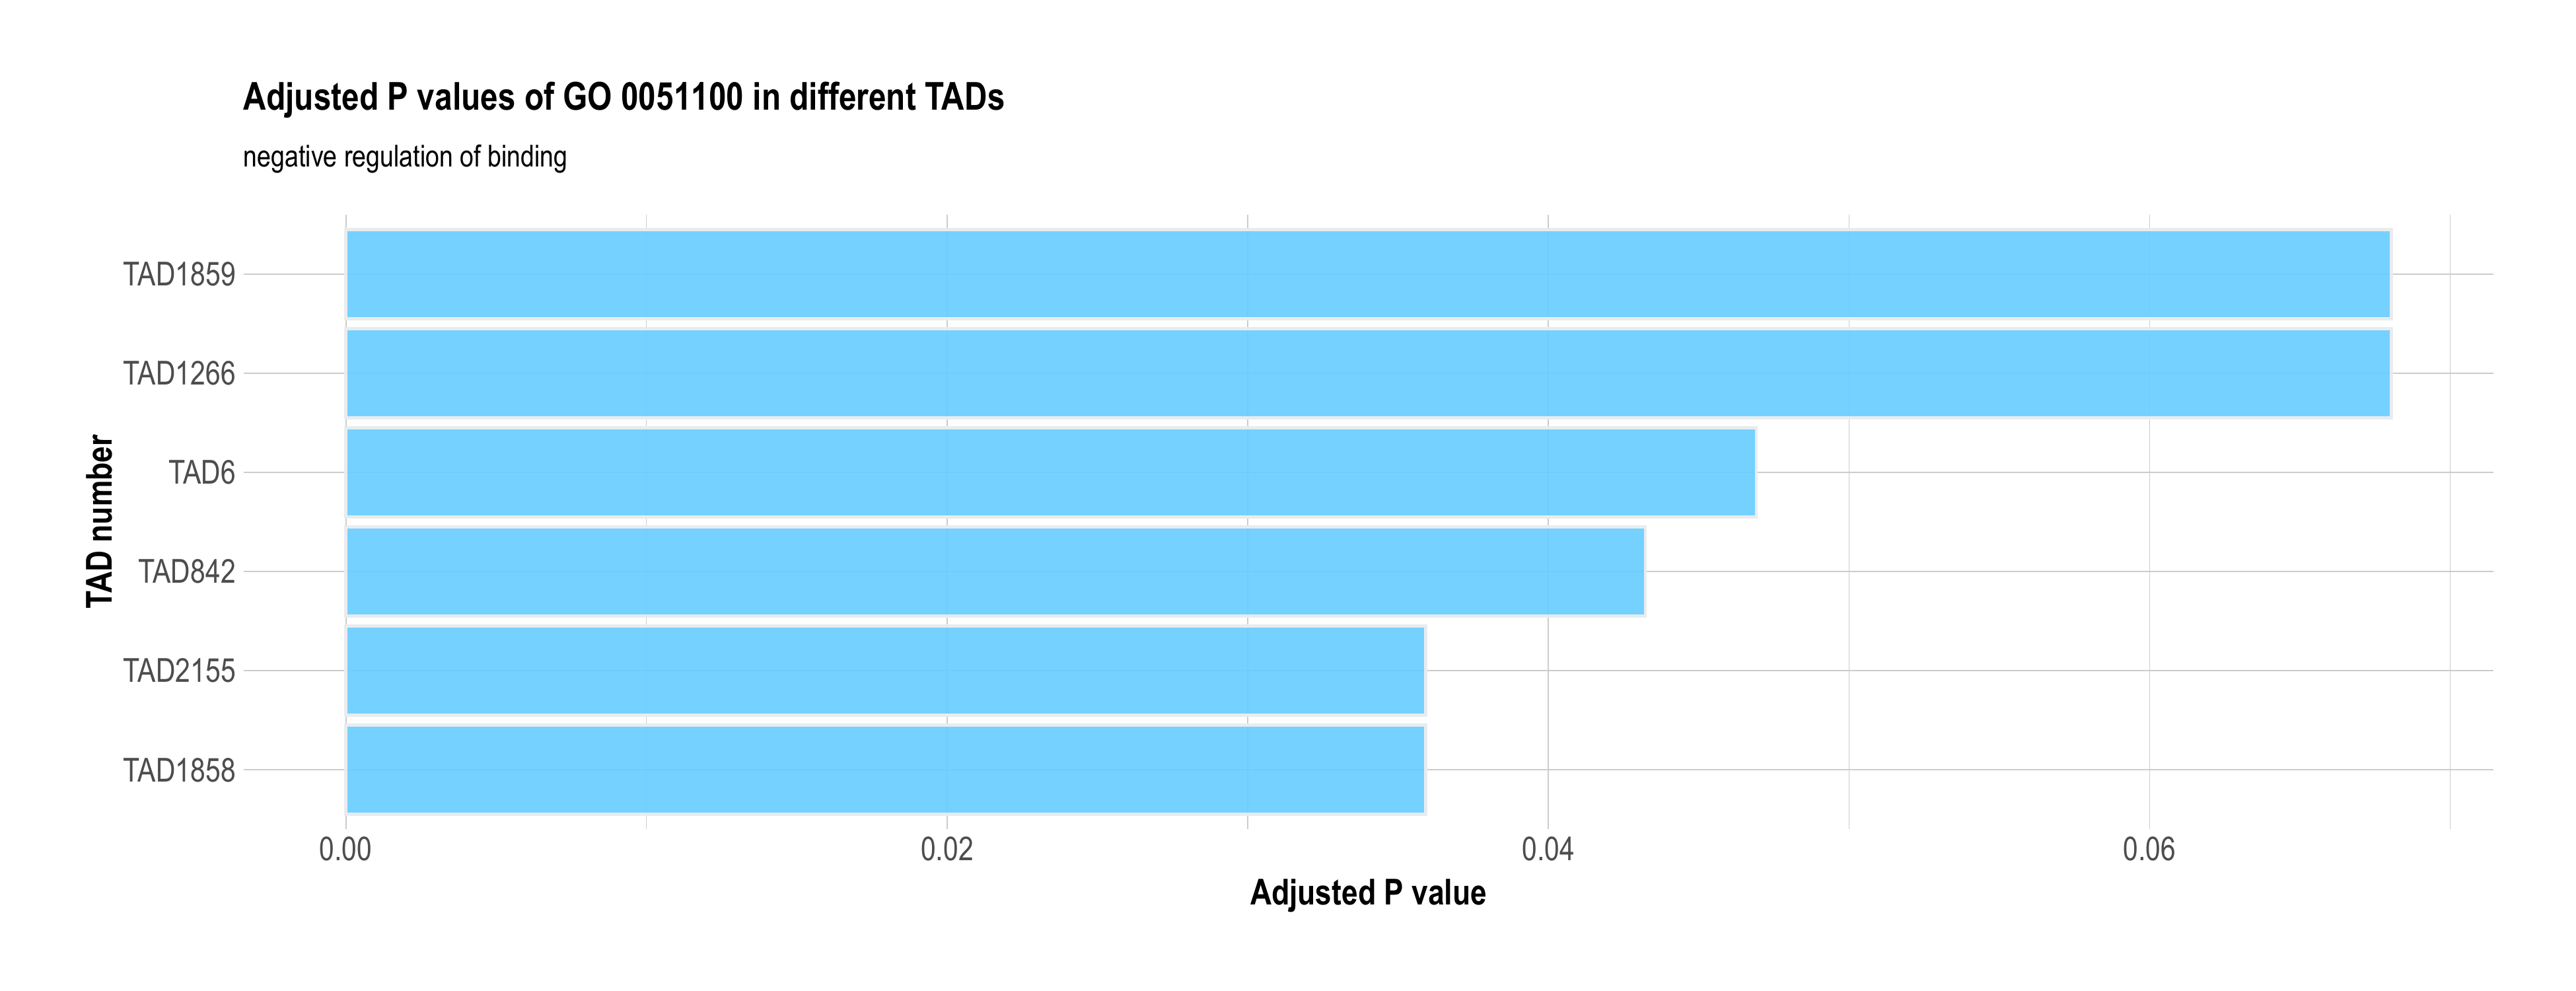 Adjusted P values of GO 0051100 in different TADs
negative regulation of binding
TAD number
TAD1859
TAD1266
TAD6
TAD842
TAD2155
TAD1858
0.00 0.02 0.04 0.06
Adjusted P value